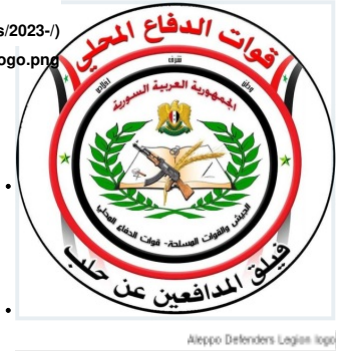 s/2023-/)
ogo.png
قوات الدفاع المحلي
شرف
وطن
الجمهورية العربية السورية
الجيش والقوات المسلحة - قوات الدفاع المحلي
فيلق المدافعين عن حلب
Aleppo Defenders Legion logo